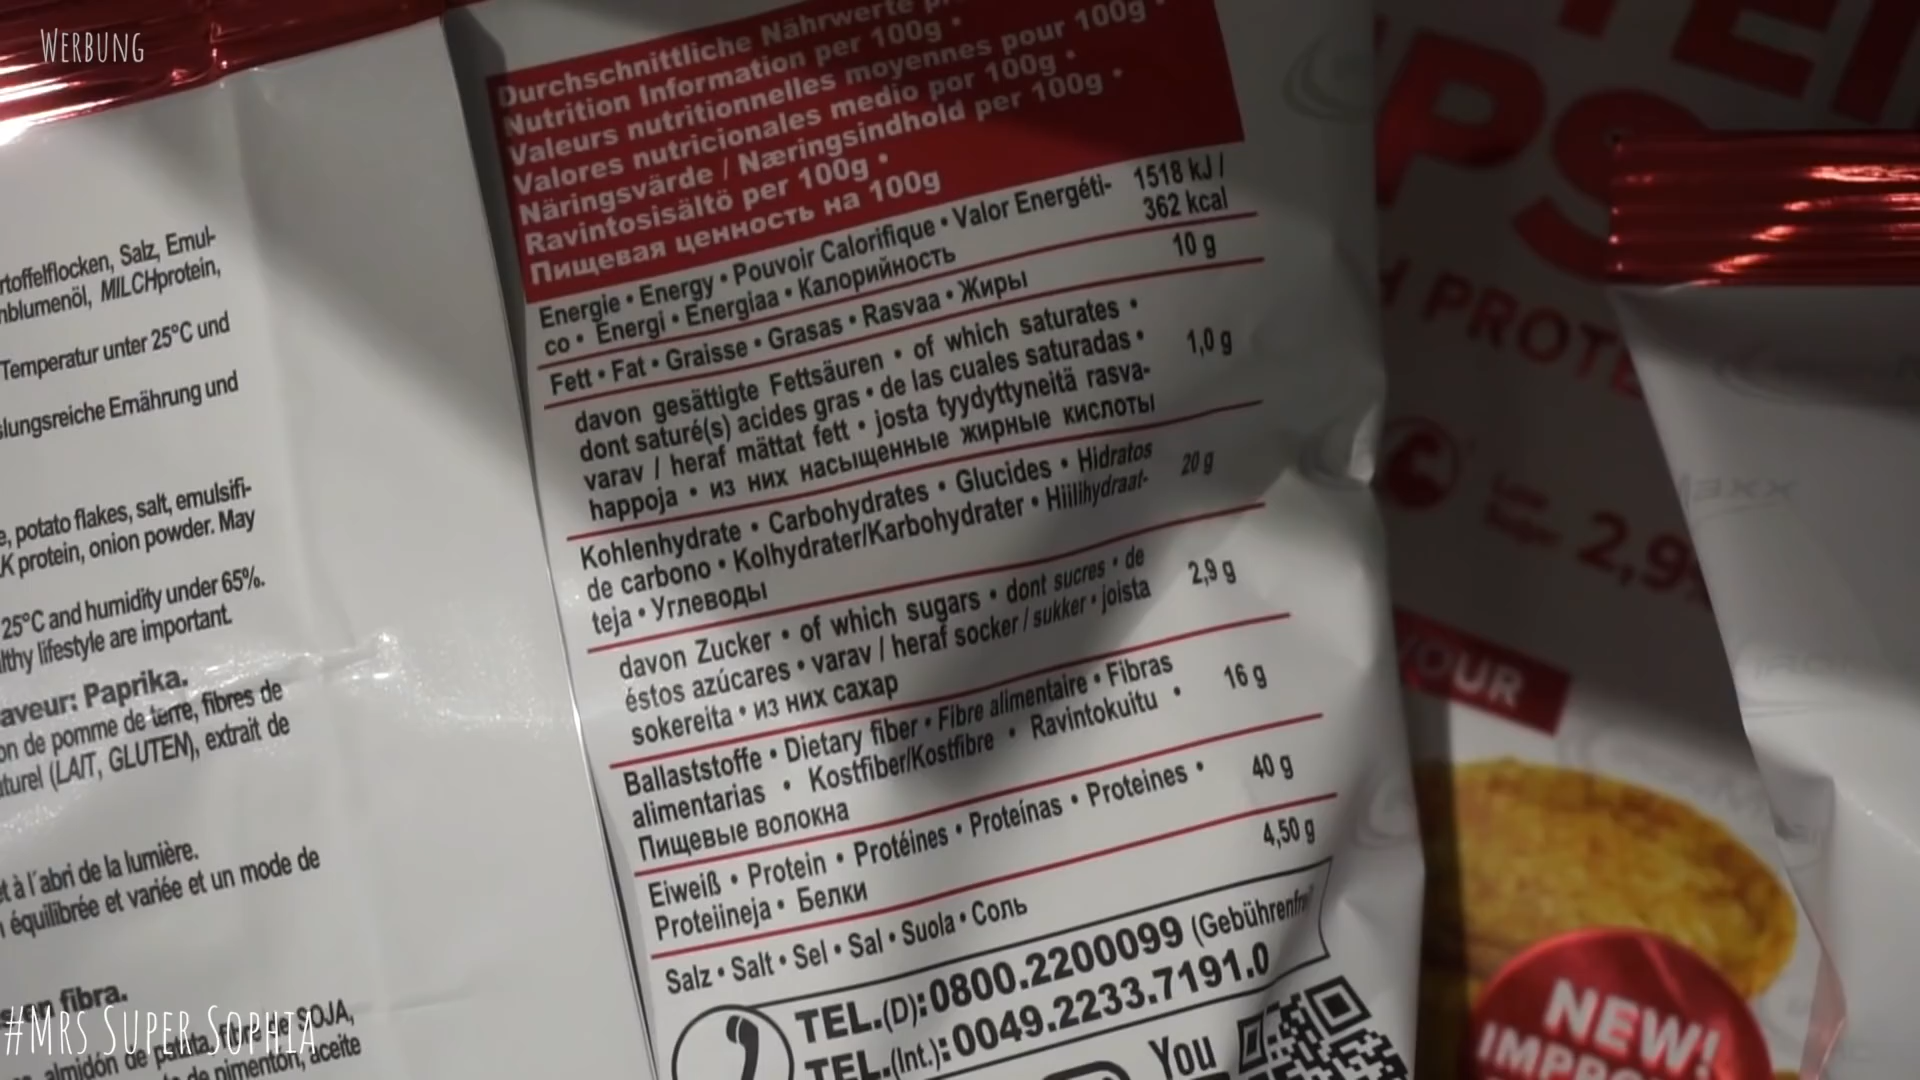 WERBUNG
rtoffelflocken, Salz, Emul-
nblumenöl, MILCHprotein,
Temperatur unter 25°C und
slungsreiche Ernährung und
e, potato flakes, salt, emulsifi-
K protein, onion powder. May
25°C and humidity under 65%.
lthy lifestyle are important.
aveur: Paprika.
on de pomme de terre, fibres de
aturel (LAIT, GLUTEN), extrait de
et à l'abri de la lumière.
n équilibrée et variée et un mode de
fibra.
SOJA,
almidón de
de pimentón, aceite
#MRS SUPER SOPHIA
Durchschnittliche Nährwerte
Nutrition Information per 100g •
Valeurs nutritionnelles moyennes pour 100g •
Valores nutricionales medio por 100g •
Näringsvärde / Næringsindhold per 100g •
Ravintosisältö per 100g •
Пищевая ценность на 100g
Energie • Energy • Pouvoir Calorifique • Valor Energéti- 1518 kJ /
co • Energi • Energiaa • Калорийность 362 kcal
Fett • Fat • Graisse • Grasas • Rasvaa • Жиры 10 g
davon gesättigte Fettsäuren • of which saturates •
dont saturé(s) acides gras • de las cuales saturadas • 1,0 g
varav / heraf mättat fett • josta tyydyttyneitä rasva-
happoja • из них насыщенные жирные кислоты
Kohlenhydrate • Carbohydrates • Glucides • Hidratos 20 g
de carbono • Kolhydrater/Karbohydrater • Hiilihydraat-
teja • Углеводы
davon Zucker • of which sugars • dont sucres • de 2,9 g
éstos azúcares • varav / heraf socker / sukker • joista
sokereita • из них сахар
Ballaststoffe • Dietary fiber • Fibre alimentaire • Fibras 16 g
alimentarias • Kostfiber/Kostfibre • Ravintokuitu •
Пищевые волокна
Eiweiß • Protein • Protéines • Proteínas • Proteines • 40 g
Proteiineja • Белки
Salz • Salt • Sel • Sal • Suola • Соль 4,50 g
TEL.(D): 0800.2200099 (Gebührenfrei
TEL.(Int.): 0049.2233.7191.0
You
PS
PROTE
Low
Sugar
2,9
OUR
NEW!